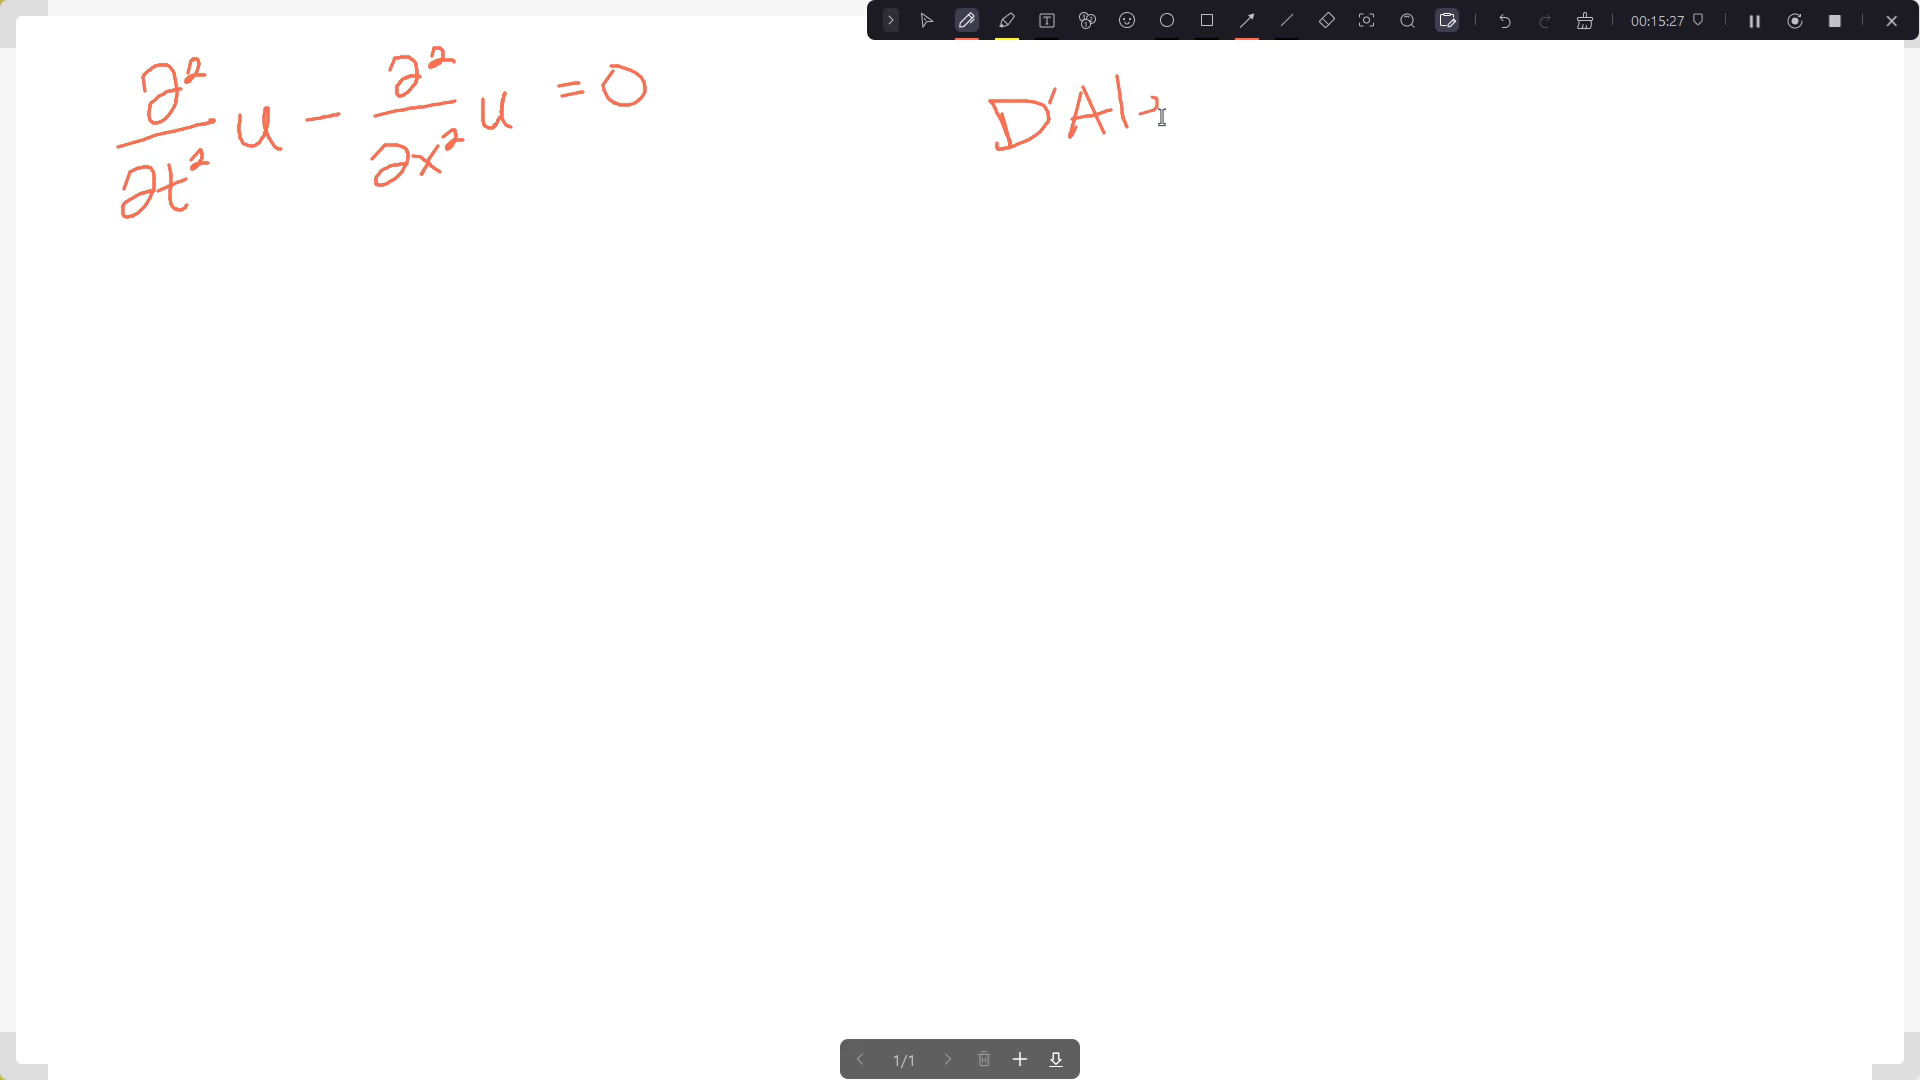 00:15:27
∂²/∂t² u − ∂²/∂x² u = 0
D'Al
1/1